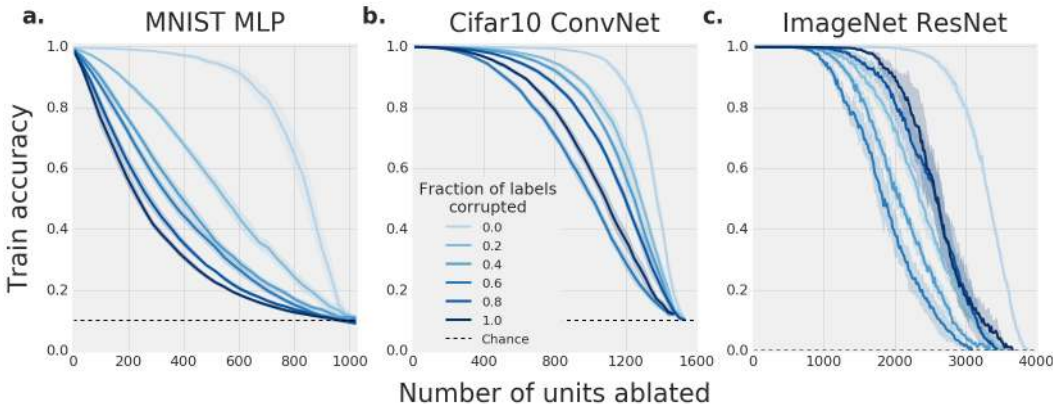 a. MNIST MLP
b. Cifar10 ConvNet
c. ImageNet ResNet
Train accuracy
1.0
0.8
0.6
0.4
0.2
0.0
0 200 400 600 800 1000
1.0
0.8
0.6
0.4
0.2
0.0
Fraction of labels
corrupted
0.0
0.2
0.4
0.6
0.8
1.0
Chance
0 400 800 1200 1600
1.0
0.8
0.6
0.4
0.2
0.0
0 1000 2000 3000 4000
Number of units ablated